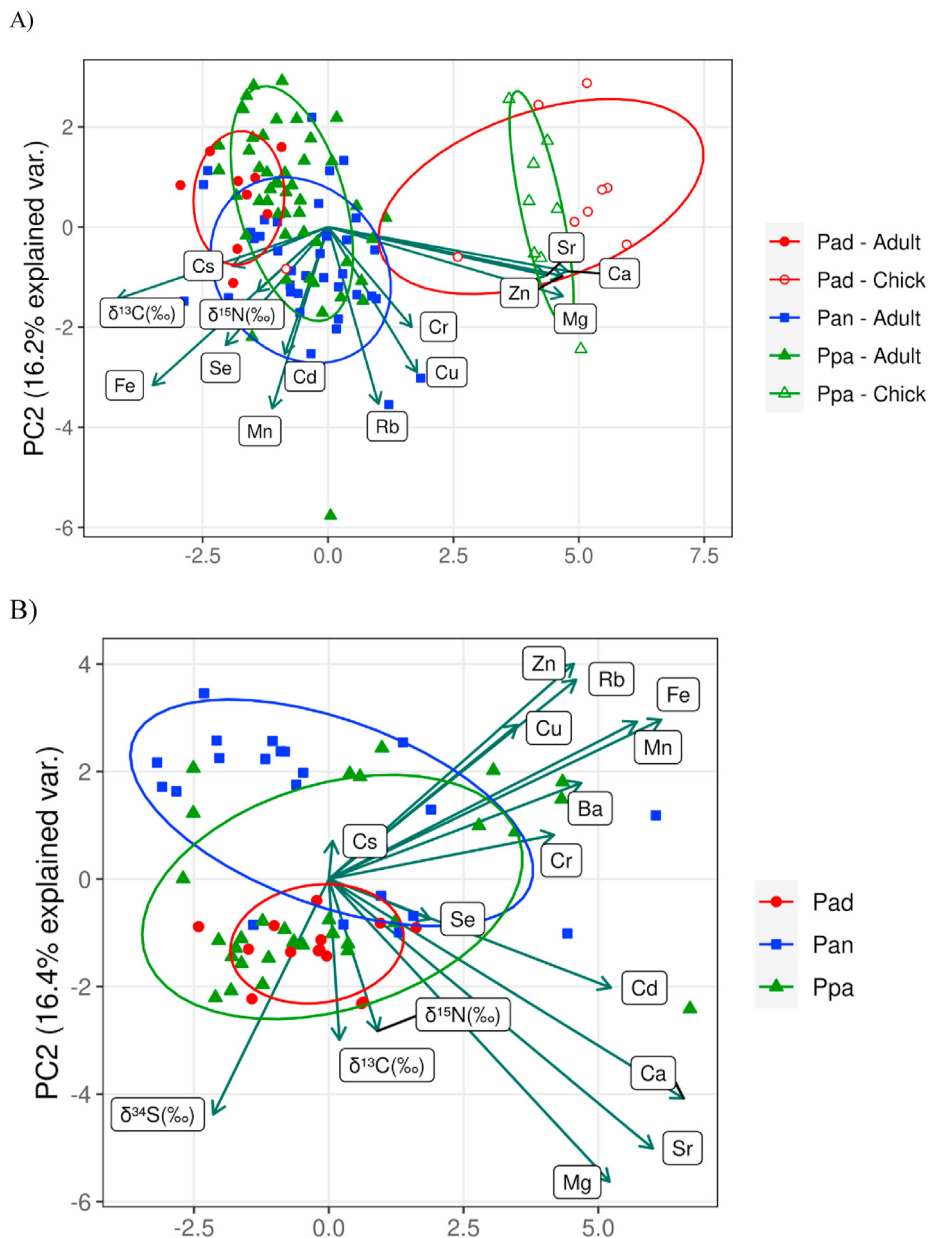 A)
PC2 (16.2% explained var.)
2
0
-2
-4
-6
-2.5
0.0
2.5
5.0
7.5
Cs
δ¹³C(‰)
δ¹⁵N(‰)
Se
Fe
Cd
Mn
Rb
Cu
Cr
Sr
Ca
Zn
Mg
Pad - Adult
Pad - Chick
Pan - Adult
Ppa - Adult
Ppa - Chick
B)
PC2 (16.4% explained var.)
4
2
0
-2
-4
-6
-2.5
0.0
2.5
5.0
Zn
Rb
Fe
Cu
Mn
Ba
Cs
Cr
Se
Cd
δ¹⁵N(‰)
δ¹³C(‰)
Ca
δ³⁴S(‰)
Sr
Mg
Pad
Pan
Ppa